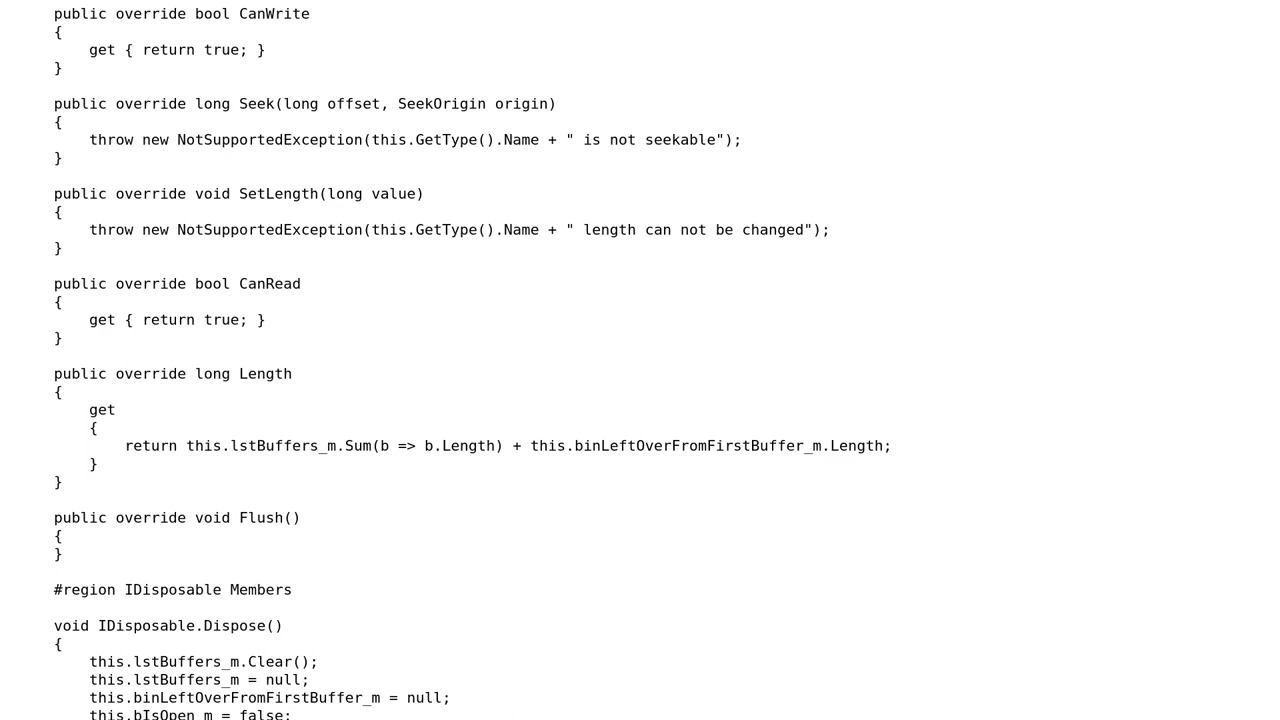 public override bool CanWrite
{
    get { return true; }
}

public override long Seek(long offset, SeekOrigin origin)
{
    throw new NotSupportedException(this.GetType().Name + " is not seekable");
}

public override void SetLength(long value)
{
    throw new NotSupportedException(this.GetType().Name + " length can not be changed");
}

public override bool CanRead
{
    get { return true; }
}

public override long Length
{
    get
    {
        return this.lstBuffers_m.Sum(b => b.Length) + this.binLeftOverFromFirstBuffer_m.Length;
    }
}

public override void Flush()
{
}

#region IDisposable Members

void IDisposable.Dispose()
{
    this.lstBuffers_m.Clear();
    this.lstBuffers_m = null;
    this.binLeftOverFromFirstBuffer_m = null;
    this.bIsOpen_m = false;